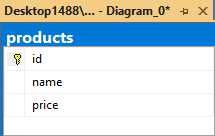 Desktop1488\... - Diagram_0*
products
id
name
price